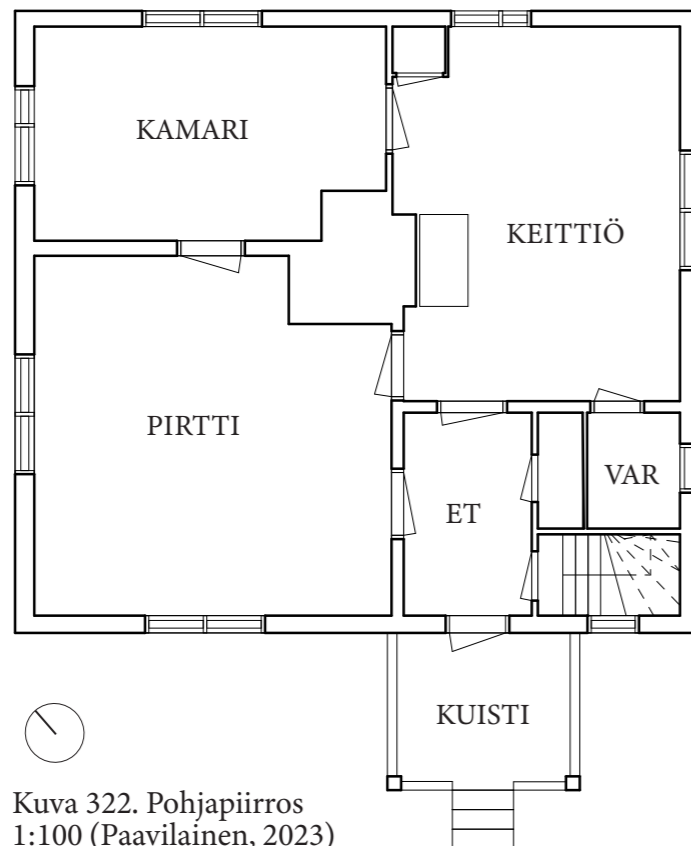 KAMARI
KEITTIÖ
PIRTTI
ET
VAR
KUISTI
Kuva 322. Pohjapiirros
1:100 (Paavilainen, 2023)